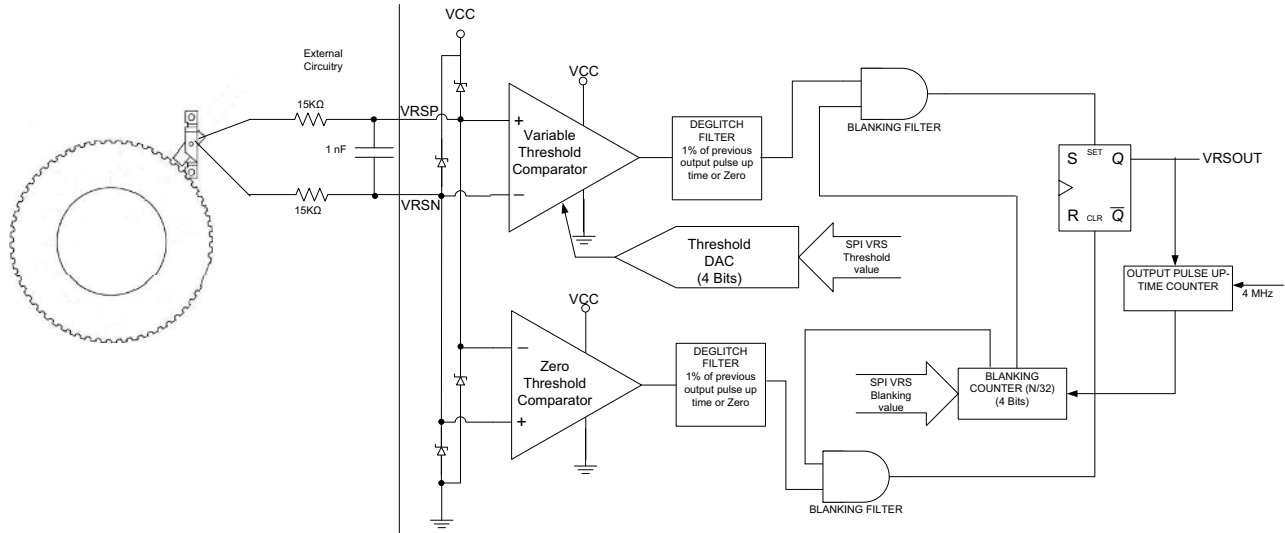 VCC
External
Circuitry
VCC
15KΩ
VRSP
1 nF
15KΩ
VRSN
+
Variable
Threshold
Comparator
−
DEGLITCH
FILTER
1% of previous
output pulse up
time or Zero
BLANKING FILTER
S
SET
Q
R
CLR
Q
VRSOUT
Threshold
DAC
(4 Bits)
SPI VRS
Threshold
value
OUTPUT PULSE UP-
TIME COUNTER
4 MHz
VCC
−
Zero
Threshold
Comparator
+
DEGLITCH
FILTER
1% of previous
output pulse up
time or Zero
SPI VRS
Blanking
value
BLANKING
COUNTER (N/32)
(4 Bits)
BLANKING FILTER